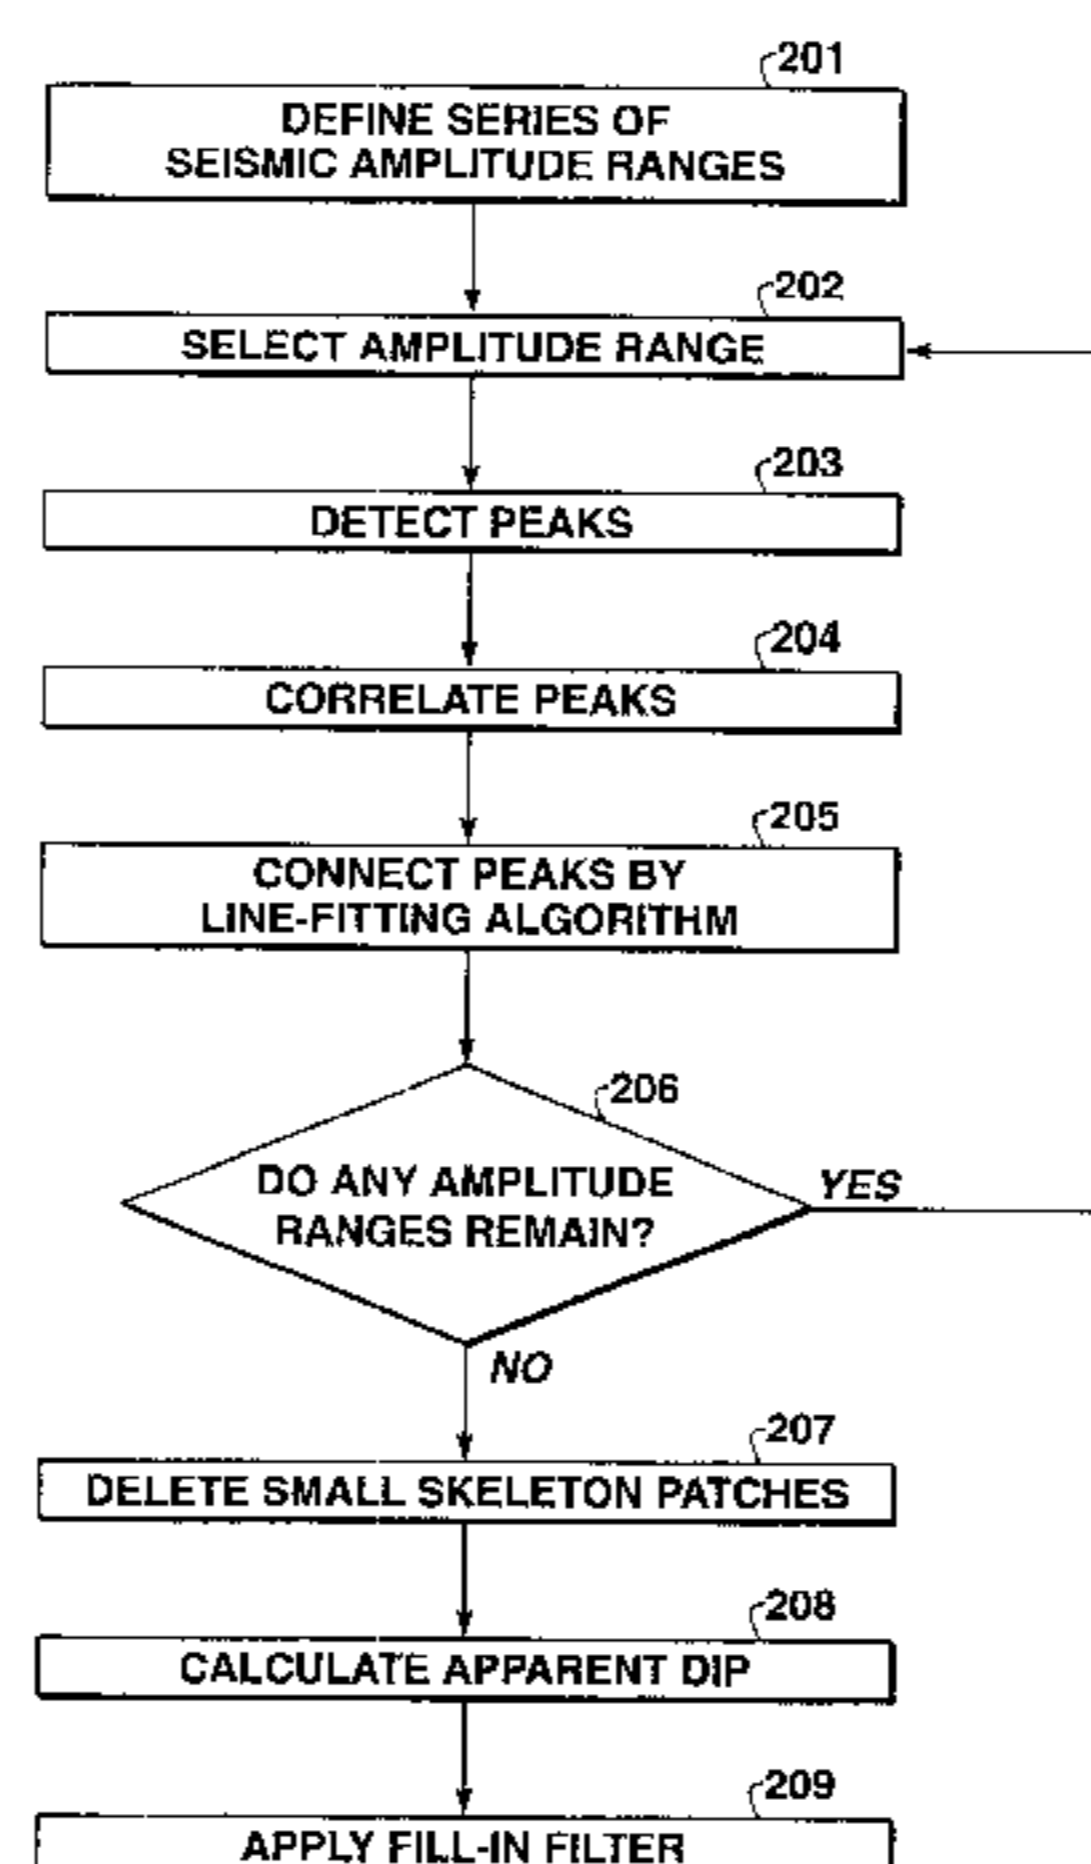 201
DEFINE SERIES OF
SEISMIC AMPLITUDE RANGES
202
SELECT AMPLITUDE RANGE
203
DETECT PEAKS
204
CORRELATE PEAKS
205
CONNECT PEAKS BY
LINE-FITTING ALGORITHM
206
DO ANY AMPLITUDE
RANGES REMAIN?
YES
NO
207
DELETE SMALL SKELETON PATCHES
208
CALCULATE APPARENT DIP
209
APPLY FILL-IN FILTER